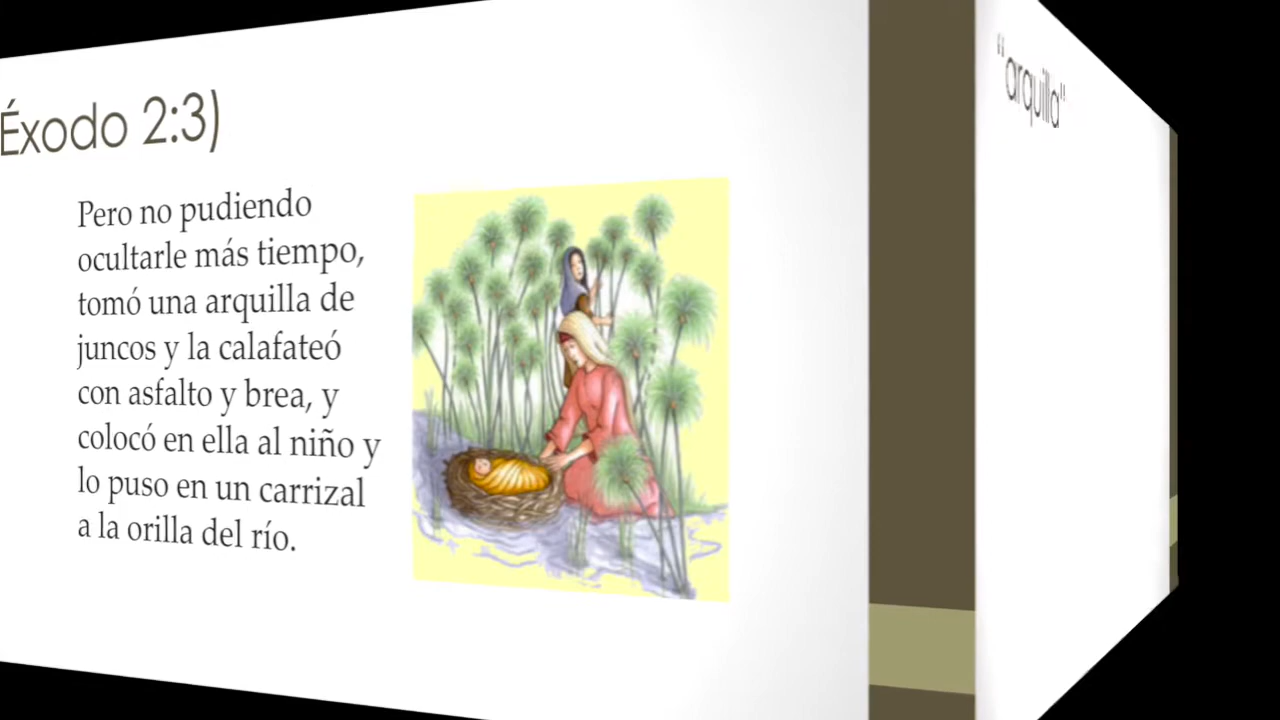 Éxodo 2:3)
Pero no pudiendo
ocultarle más tiempo,
tomó una arquilla de
juncos y la calafateó
con asfalto y brea, y
colocó en ella al niño y
lo puso en un carrizal
a la orilla del río.
"arquilla"